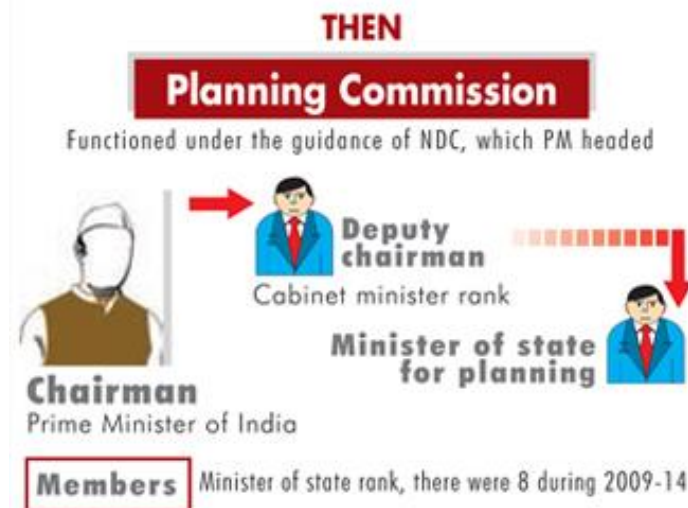 THEN
Planning Commission
Functioned under the guidance of NDC, which PM headed
Deputy
chairman
Cabinet minister rank
Minister of state
for planning
Chairman
Prime Minister of India
Members Minister of state rank, there were 8 during 2009-14